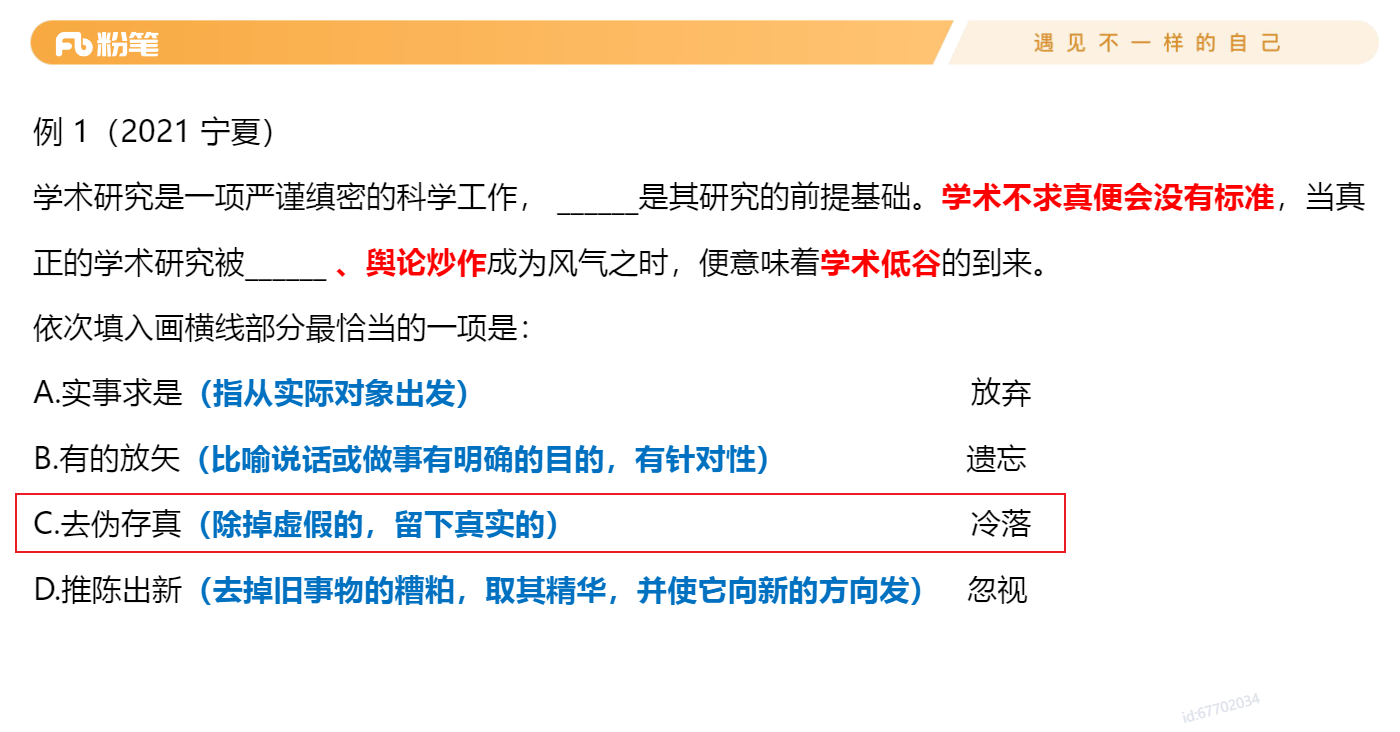 粉笔
遇见不一样的自己
例 1（2021 宁夏）
学术研究是一项严谨缜密的科学工作， ______是其研究的前提基础。学术不求真便会没有标准，当真
正的学术研究被______ 、舆论炒作成为风气之时，便意味着学术低谷的到来。
依次填入画横线部分最恰当的一项是：
A.实事求是（指从实际对象出发） 放弃
B.有的放矢（比喻说话或做事有明确的目的，有针对性） 遗忘
C.去伪存真（除掉虚假的，留下真实的） 冷落
D.推陈出新（去掉旧事物的糟粕，取其精华，并使它向新的方向发） 忽视
id:67702034